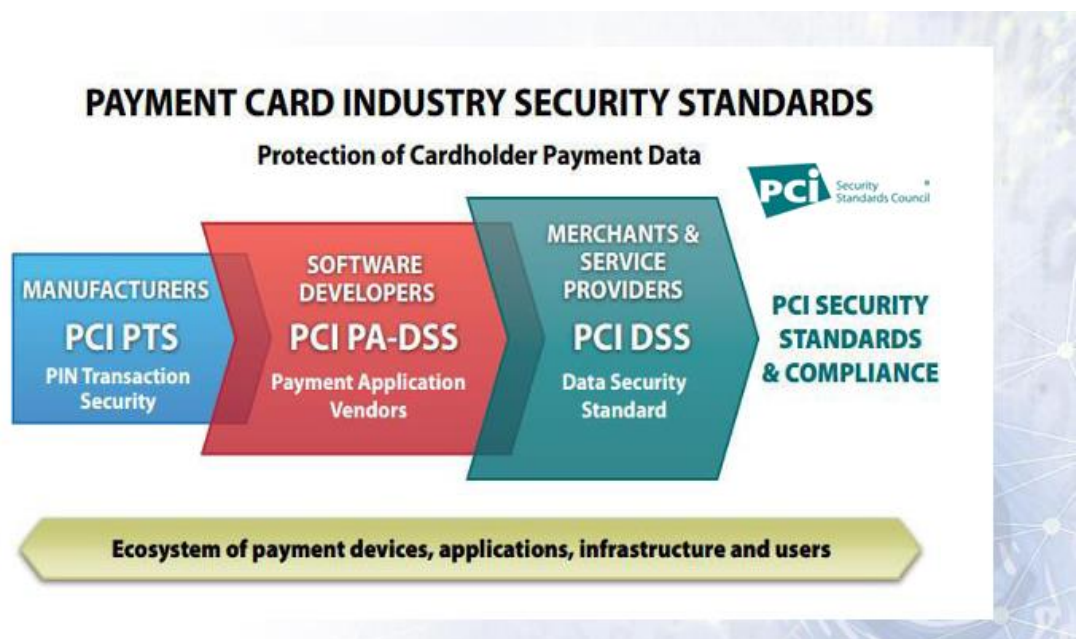 PAYMENT CARD INDUSTRY SECURITY STANDARDS
Protection of Cardholder Payment Data
PCi Security
Standards Council
®
MANUFACTURERS
PCI PTS
PIN Transaction
Security
SOFTWARE
DEVELOPERS
PCI PA-DSS
Payment Application
Vendors
MERCHANTS &
SERVICE
PROVIDERS
PCI DSS
Data Security
Standard
PCI SECURITY
STANDARDS
& COMPLIANCE
Ecosystem of payment devices, applications, infrastructure and users